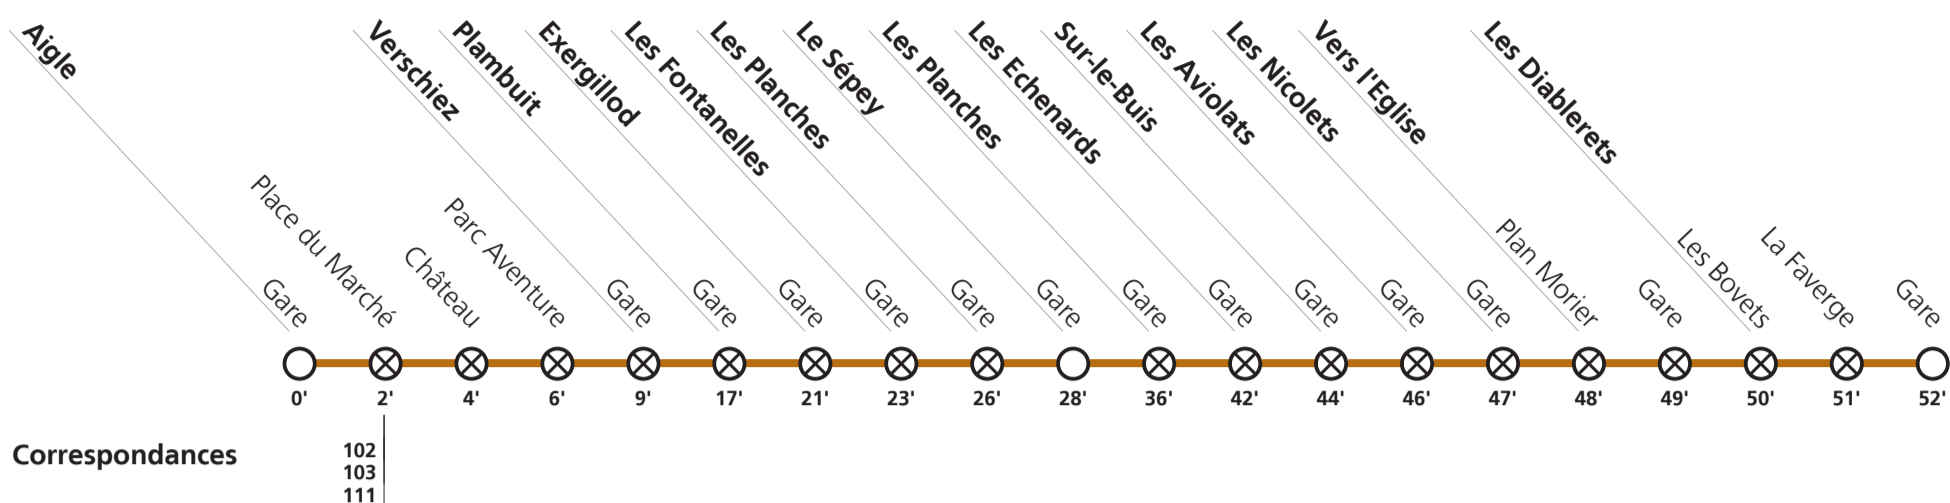 Aigle
Verschiez
Plambuit
Exergillod
Les Fontanelles
Les Planches
Le Sépey
Les Planches
Les Echenards
Sur-le-Buis
Les Aviolats
Les Nicolets
Vers l'Eglise
Les Diablerets
Gare
Place du Marché
Château
Parc Aventure
Gare
Gare
Gare
Gare
Gare
Gare
Gare
Gare
Gare
Gare
Gare
Plan Morier
Gare
Les Bovets
La Faverge
Gare
0' 2' 4' 6' 9' 17' 21' 23' 26' 28' 36' 42' 44' 46' 47' 48' 49' 50' 51' 52'
Correspondances
102
103
111